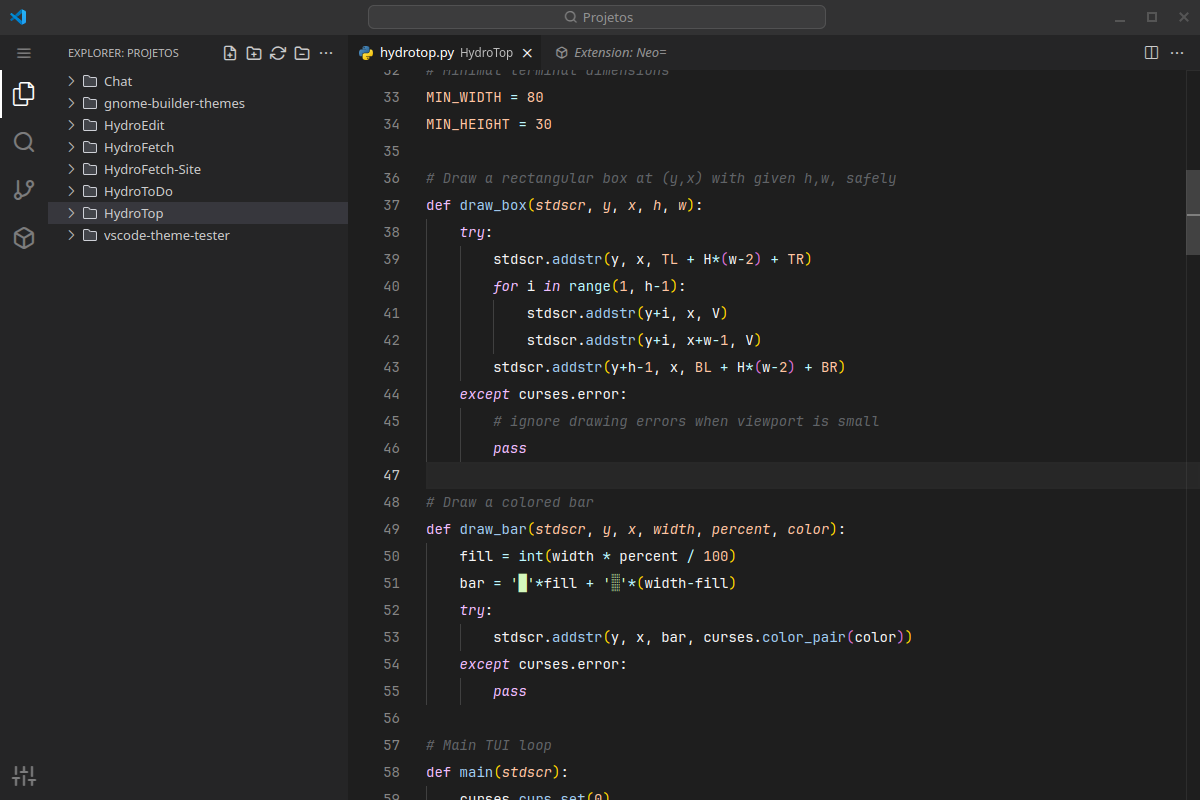 Projetos
EXPLORER: PROJETOS
hydrotop.py HydroTop
Extension: Neo=
Chat
gnome-builder-themes
HydroEdit
HydroFetch
HydroFetch-Site
HydroToDo
HydroTop
vscode-theme-tester
32 # Minimal terminal dimensions
33 MIN_WIDTH = 80
34 MIN_HEIGHT = 30
35
36 # Draw a rectangular box at (y,x) with given h,w, safely
37 def draw_box(stdscr, y, x, h, w):
38     try:
39         stdscr.addstr(y, x, TL + H*(w-2) + TR)
40         for i in range(1, h-1):
41             stdscr.addstr(y+i, x, V)
42             stdscr.addstr(y+i, x+w-1, V)
43         stdscr.addstr(y+h-1, x, BL + H*(w-2) + BR)
44     except curses.error:
45         # ignore drawing errors when viewport is small
46         pass
47
48 # Draw a colored bar
49 def draw_bar(stdscr, y, x, width, percent, color):
50     fill = int(width * percent / 100)
51     bar = '█'*fill + '▒'*(width-fill)
52     try:
53         stdscr.addstr(y, x, bar, curses.color_pair(color))
54     except curses.error:
55         pass
56
57 # Main TUI loop
58 def main(stdscr):
59     curses.curs_set(0)